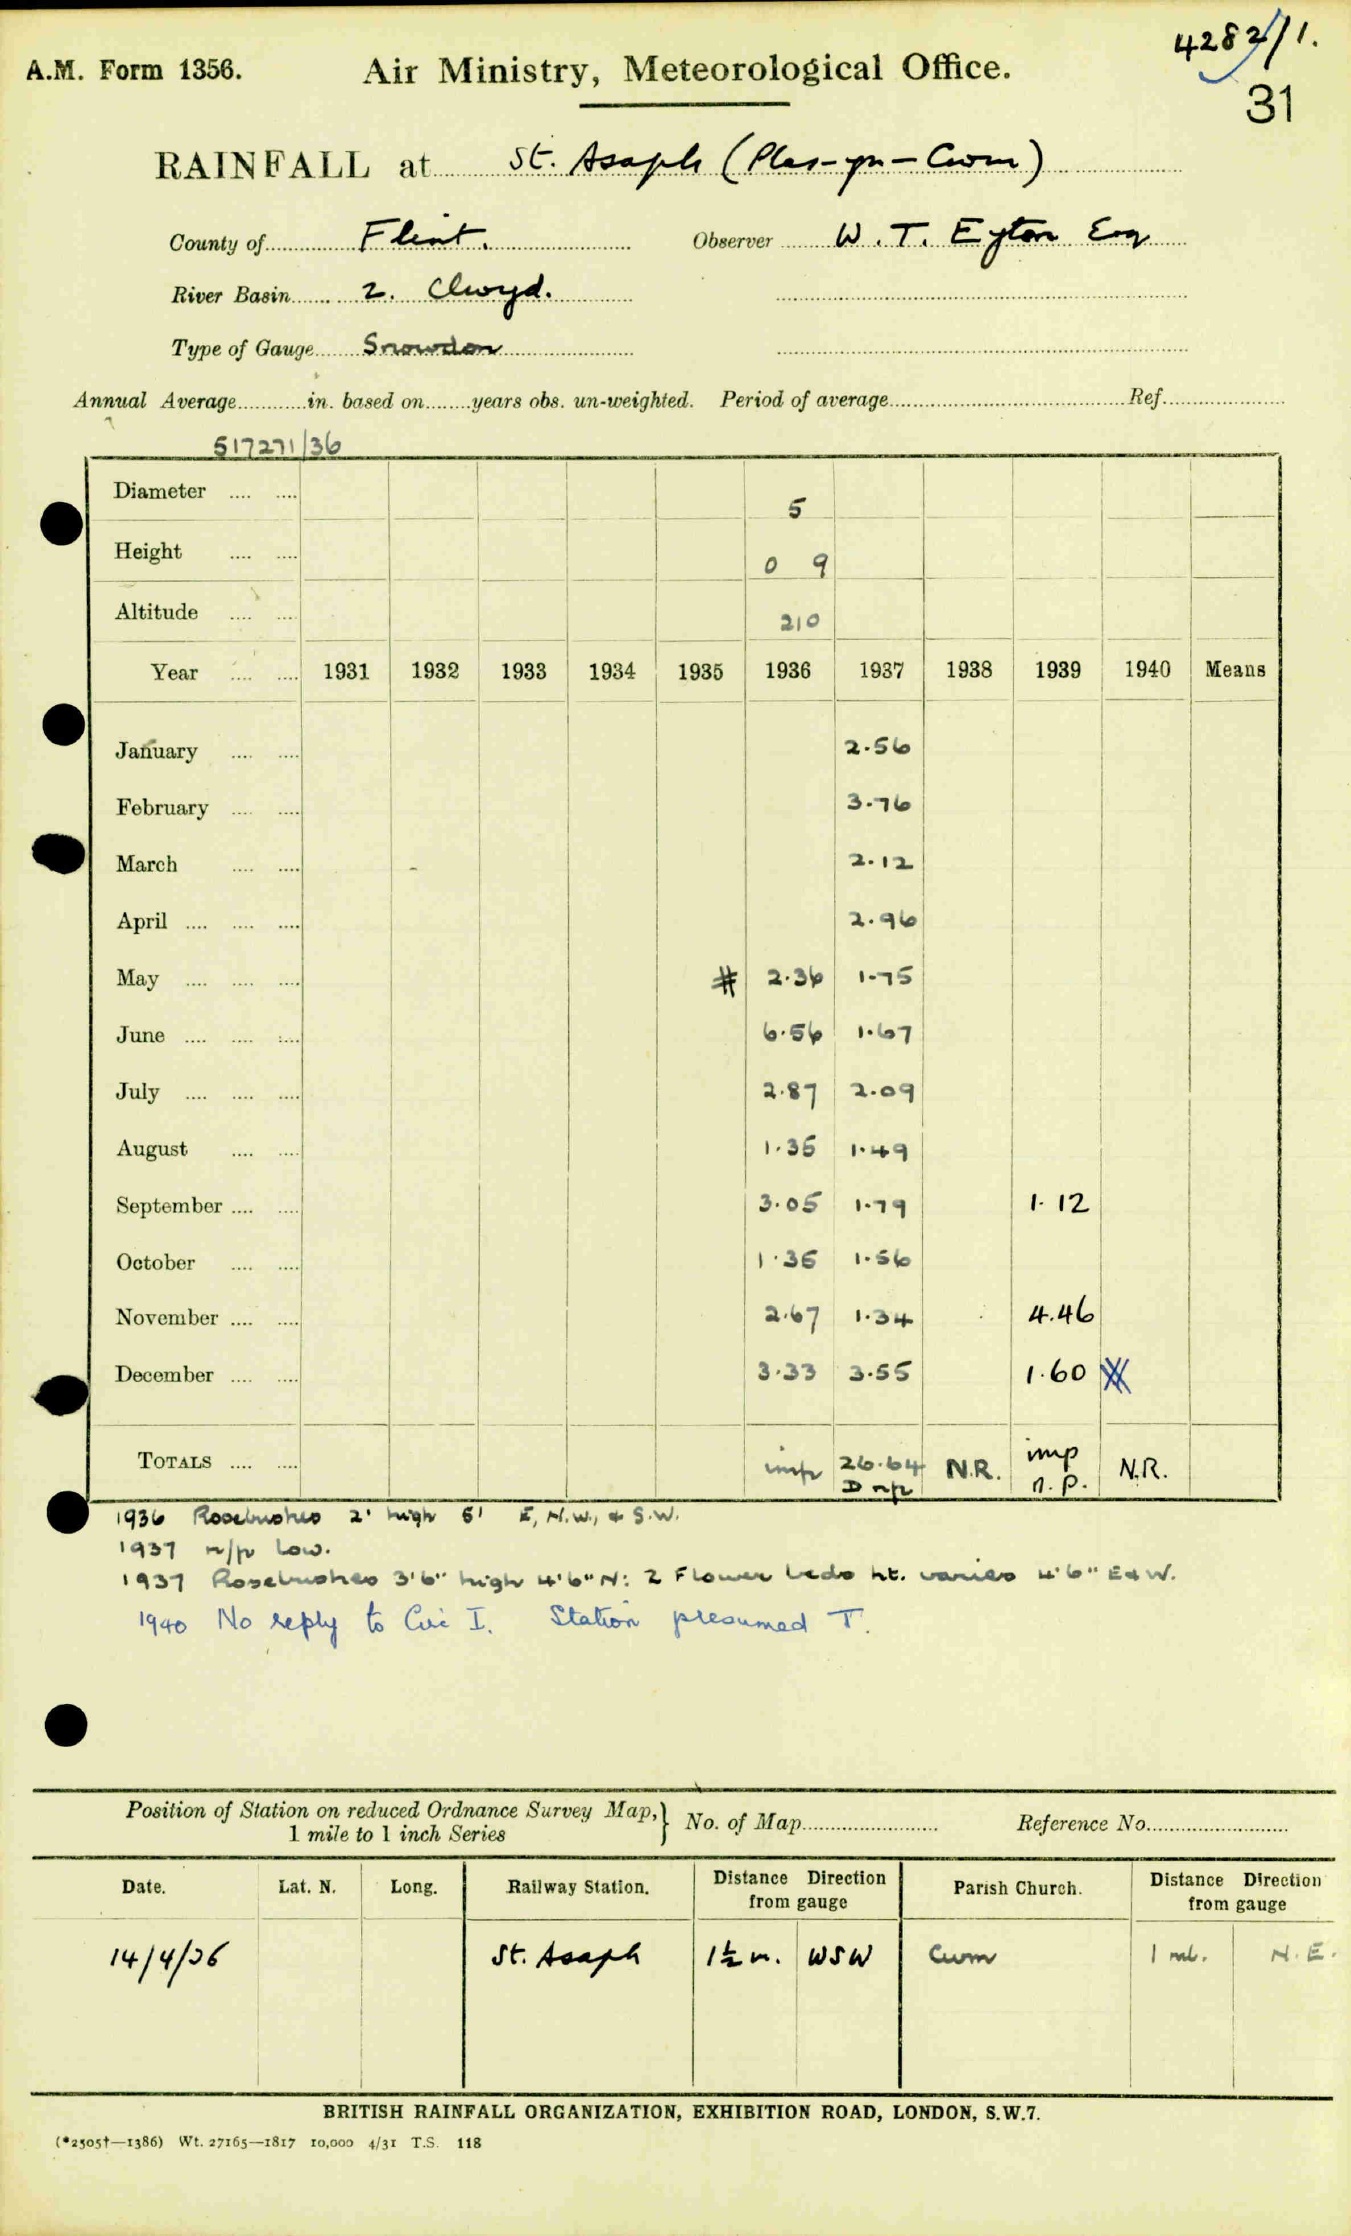 4282/1.
A.M. Form 1356. Air Ministry, Meteorological Office.
31
RAINFALL at St. Asaph (Plas-yn-Cwm)
County of Flint. Observer W. T. Eyton Esq
River Basin 2. Clwyd.
Type of Gauge Snowdon
Annual Average in. based on years obs. un-weighted. Period of average Ref.
517271/36
Diameter 5
Height 0 9
Altitude 210
Year 1931 1932 1933 1934 1935 1936 1937 1938 1939 1940 Means
January 2.56
February 3.76
March 2.12
April 2.96
May # 2.36 1.75
June 6.56 1.67
July 2.87 2.09
August 1.35 1.49
September 3.05 1.79 1.12
October 1.35 1.56
November 2.67 1.34 4.46
December 3.33 3.55 1.60
TOTALS imp 26.64 N.R. imp N.R.
D n/p n.p.
1936 Rosebushes 2' high 5' E, N.W., & S.W.
1937 n/p low.
1937 Rosebushes 3'6" high 4'6" N: 2 Flower beds ht. varies 4'6" E & W.
1940 No reply to Circ I. Station presumed T.
Position of Station on reduced Ordnance Survey Map, } No. of Map Reference No.
1 mile to 1 inch Series
Date. Lat. N. Long. Railway Station. Distance Direction from gauge Parish Church. Distance Direction from gauge
14/4/36 St. Asaph 1½ m. WSW Cwm 1 ml. N.E.
BRITISH RAINFALL ORGANIZATION, EXHIBITION ROAD, LONDON, S.W.7.
(*2505†—1386) Wt. 27165—1817 10,000 4/31 T.S. 118